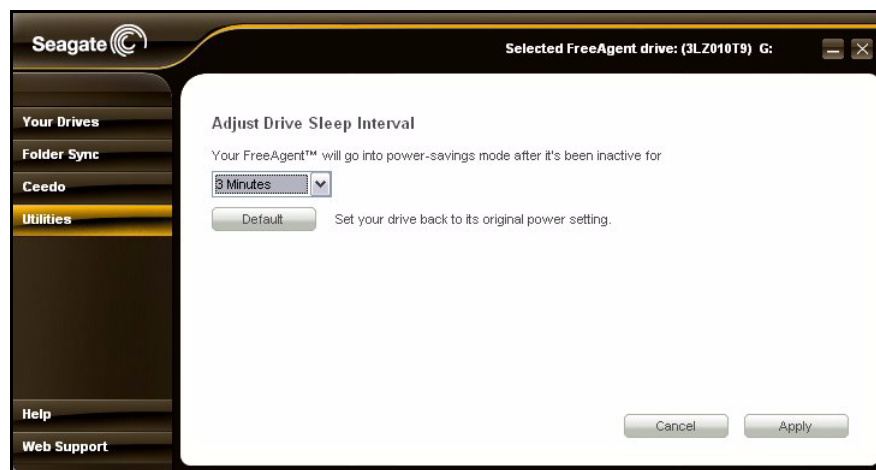 Seagate
Selected FreeAgent drive: (3LZ010T9) G:
Your Drives
Folder Sync
Ceedo
Utilities
Help
Web Support
Adjust Drive Sleep Interval
Your FreeAgent™ will go into power-savings mode after it's been inactive for
3 Minutes
Default Set your drive back to its original power setting.
Cancel Apply